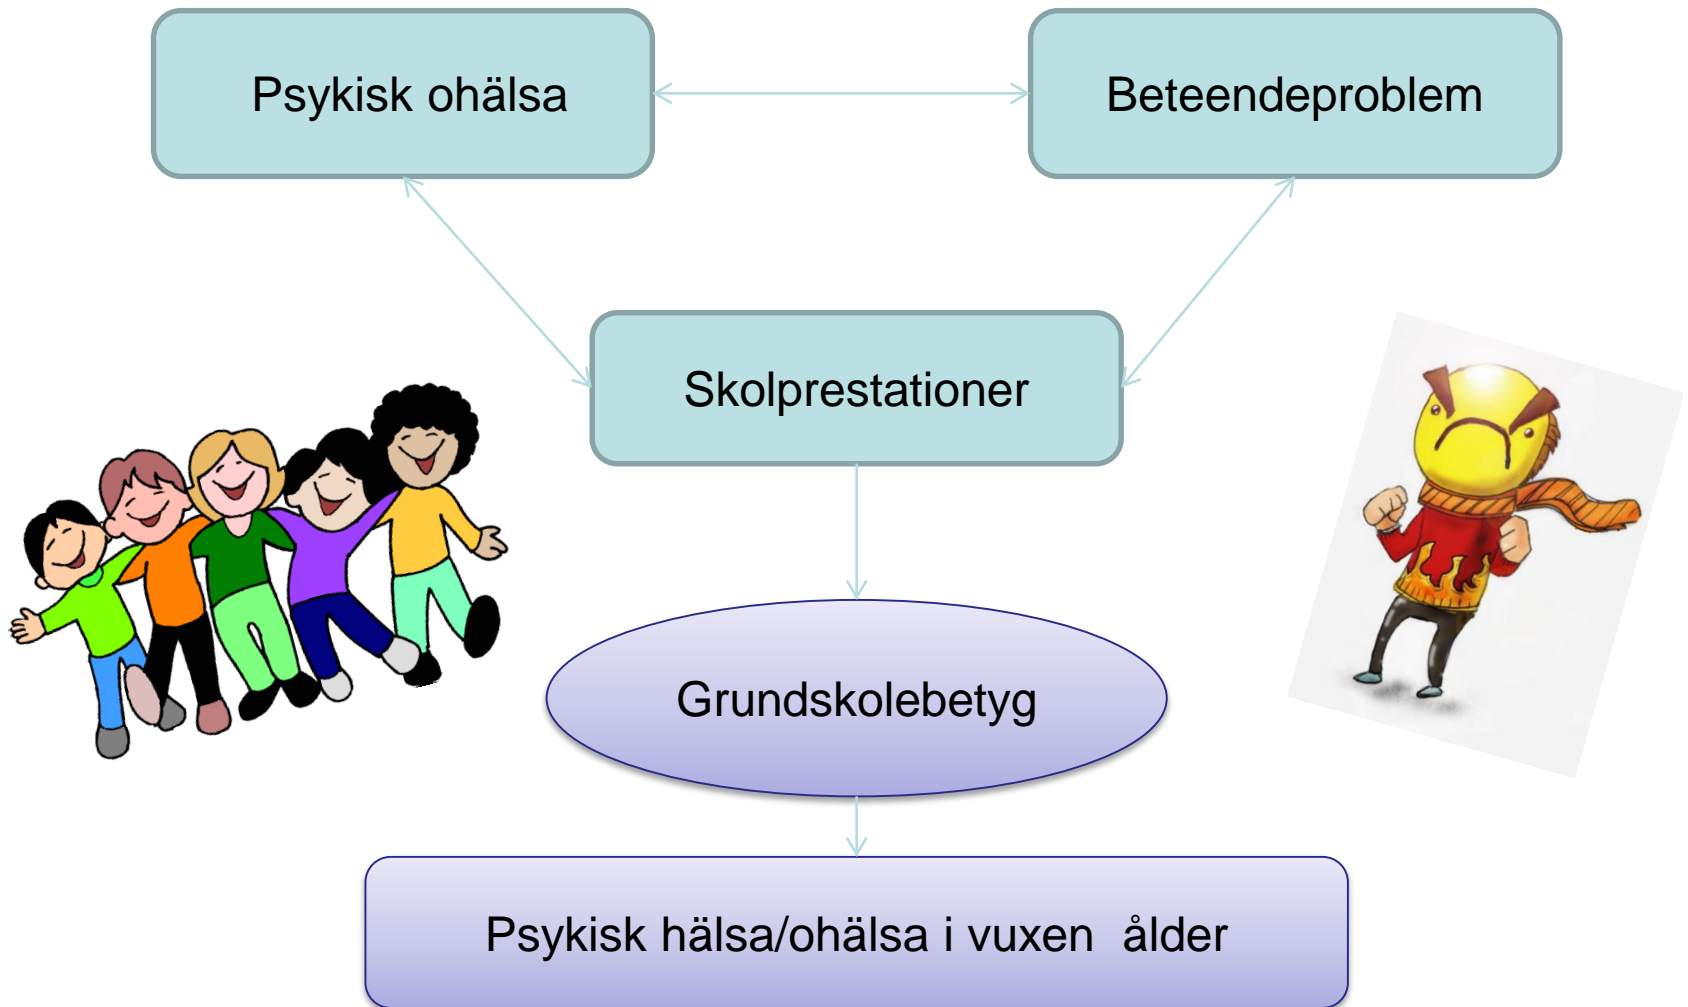 Psykisk ohälsa
Beteendeproblem
Skolprestationer
Grundskolebetyg
Psykisk hälsa/ohälsa i vuxen  ålder